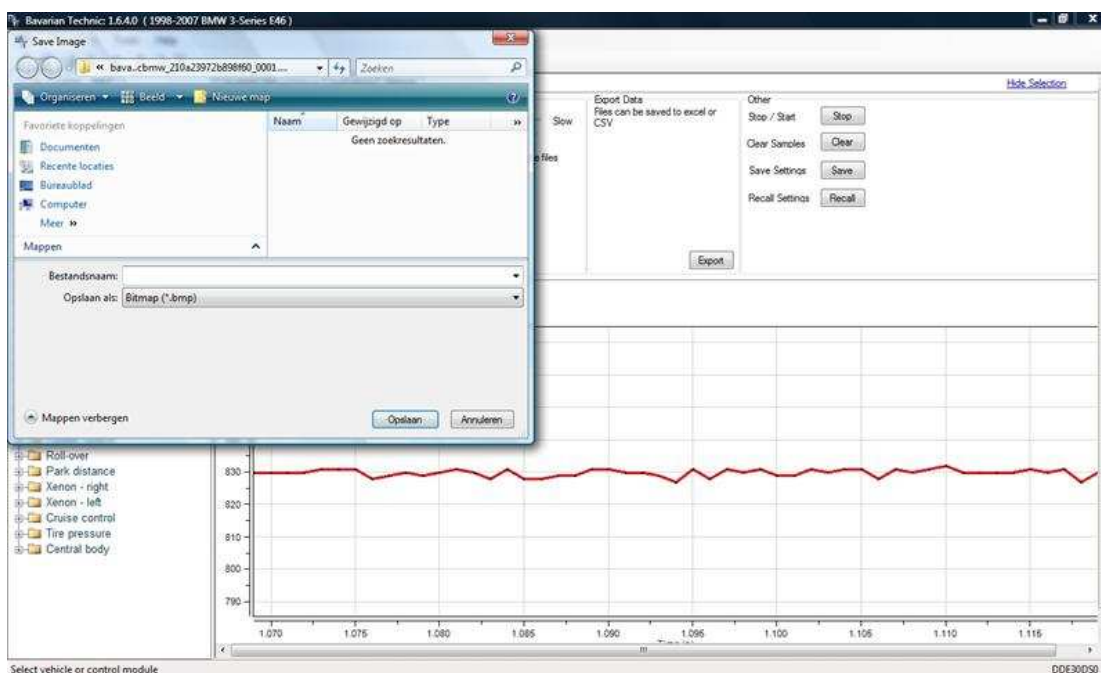 Bavarian Technic: 1.6.4.0 ( 1998-2007 BMW 3-Series E46 )
Save Image
« bava..cbmw_210a23972b898f60_0001....
Zoeken
Organiseren
Beeld
Nieuwe map
Favoriete koppelingen
Documenten
Recente locaties
Bureaublad
Computer
Meer »
Mappen
Naam
Gewijzigd op
Type
»
Geen zoekresultaten.
Bestandsnaam:
Opslaan als: Bitmap (*.bmp)
Mappen verbergen
Opslaan
Annuleren
Hide Selection
Slow
e files
Export Data
Files can be saved to excel or
CSV
Export
Other
Stop / Start Stop
Clear Samples Clear
Save Settings Save
Recall Settings Recall
Roll-over
Park distance
Xenon - right
Xenon - left
Cruise control
Tire pressure
Central body
830
820
810
800
790
1.070 1.075 1.080 1.085 1.090 1.095 1.100 1.105 1.110 1.115
Select vehicle or control module
DDE30DS0